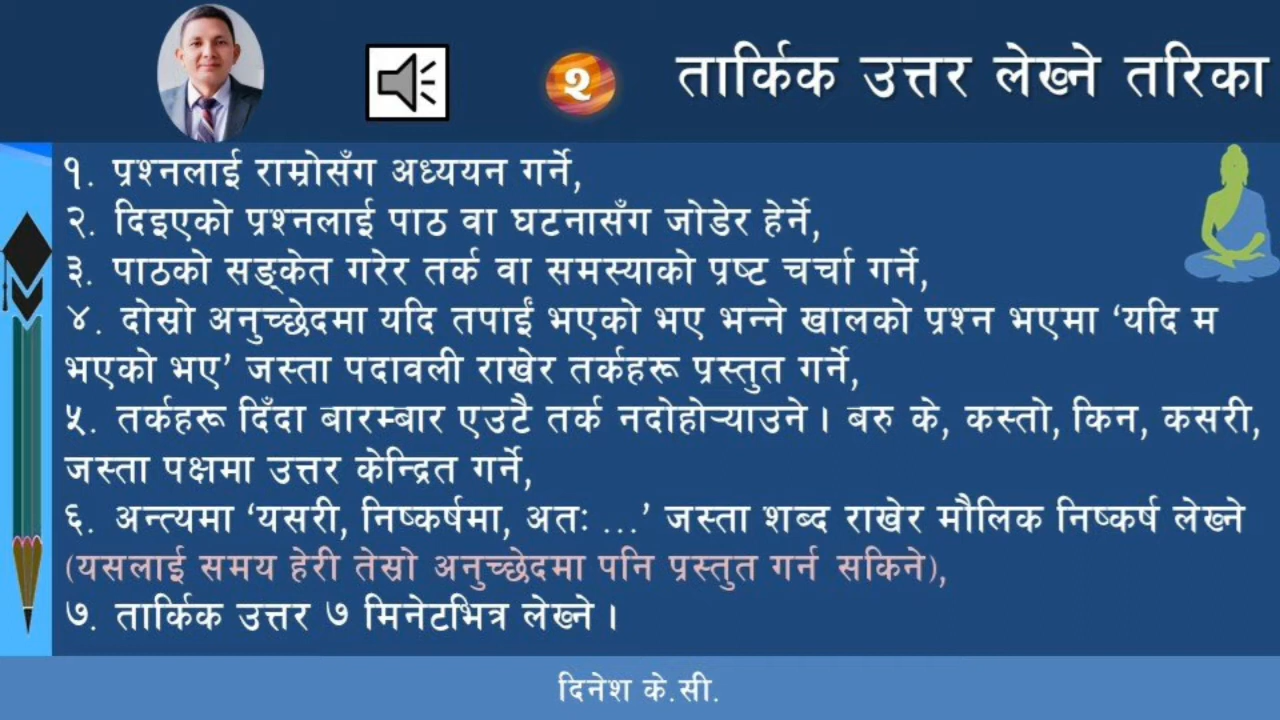 २ तार्किक उत्तर लेख्ने तरिका
१. प्रश्नलाई राम्रोसँग अध्ययन गर्ने,
२. दिइएको प्रश्नलाई पाठ वा घटनासँग जोडेर हेर्ने,
३. पाठको सङ्केत गरेर तर्क वा समस्याको प्रष्ट चर्चा गर्ने,
४. दोस्रो अनुच्छेदमा यदि तपाईं भएको भए भन्ने खालको प्रश्न भएमा ‘यदि म
भएको भए’ जस्ता पदावली राखेर तर्कहरू प्रस्तुत गर्ने,
५. तर्कहरू दिँदा बारम्बार एउटै तर्क नदोहोऱ्याउने । बरु के, कस्तो, किन, कसरी,
जस्ता पक्षमा उत्तर केन्द्रित गर्ने,
६. अन्त्यमा ‘यसरी, निष्कर्षमा, अतः ...’ जस्ता शब्द राखेर मौलिक निष्कर्ष लेख्ने
(यसलाई समय हेरी तेस्रो अनुच्छेदमा पनि प्रस्तुत गर्न सकिने),
७. तार्किक उत्तर ७ मिनेटभित्र लेख्ने ।
दिनेश के.सी.